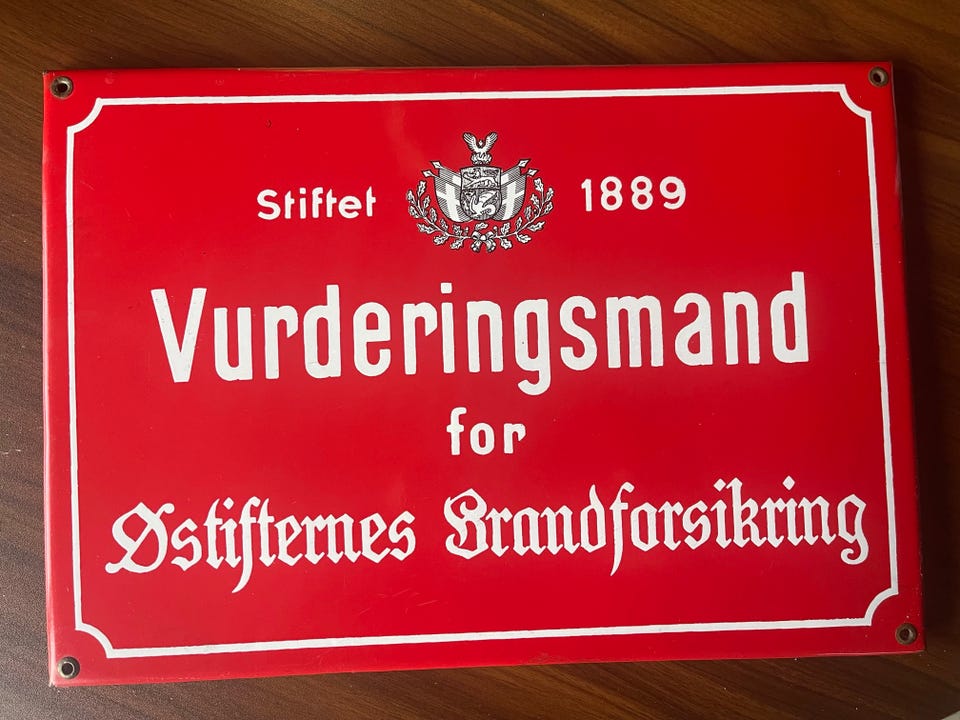 Stiftet 1889
Vurderingsmand
for
Østifternes Brandforsikring